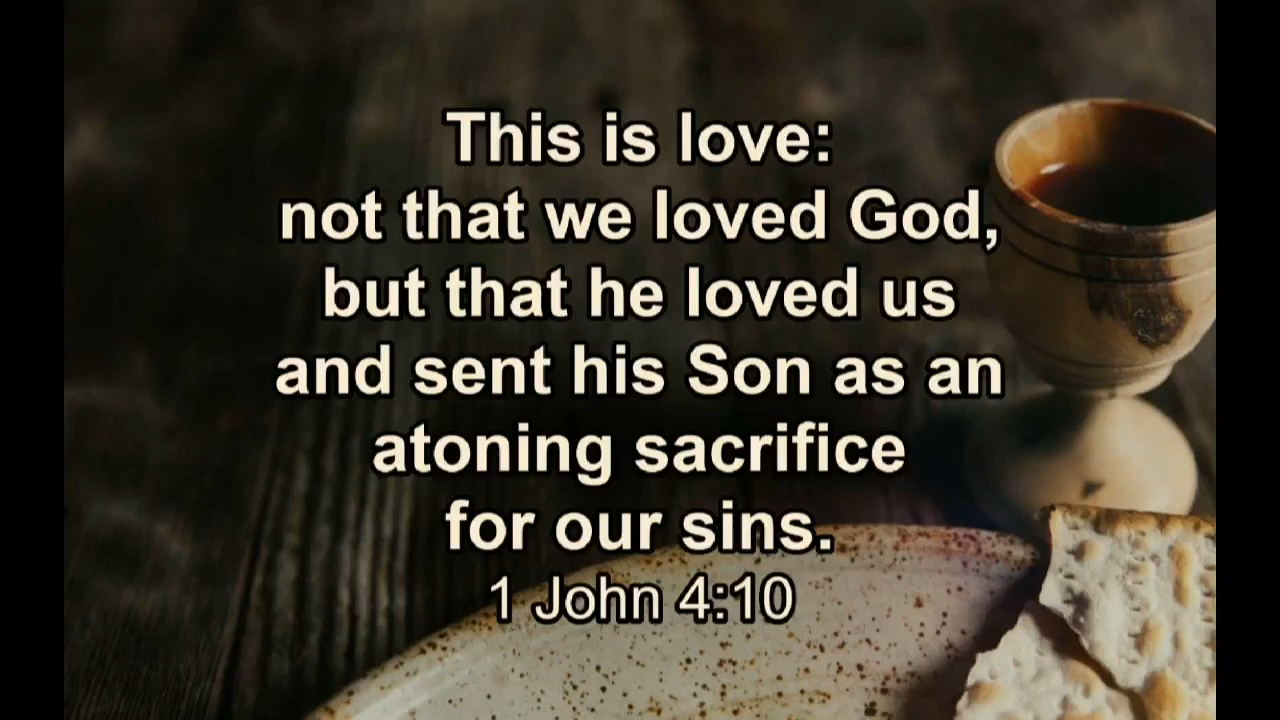 This is love:
not that we loved God,
but that he loved us
and sent his Son as an
atoning sacrifice
for our sins.
1 John 4:10